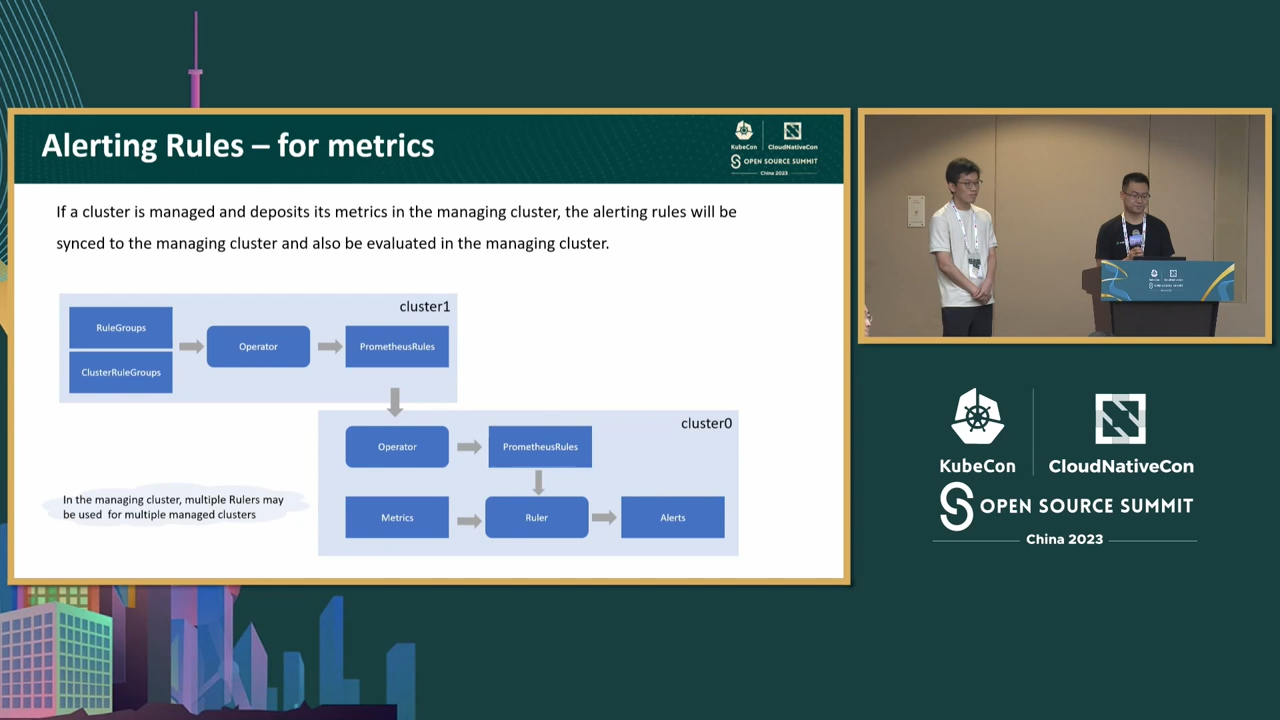 Alerting Rules – for metrics
KubeCon
CloudNativeCon
OPEN SOURCE SUMMIT
China 2023
If a cluster is managed and deposits its metrics in the managing cluster, the alerting rules will be
synced to the managing cluster and also be evaluated in the managing cluster.
cluster1
RuleGroups
ClusterRuleGroups
Operator
PrometheusRules
cluster0
Operator
PrometheusRules
In the managing cluster, multiple Rulers may
be used for multiple managed clusters
Metrics
Ruler
Alerts
KubeCon
CloudNativeCon
OPEN SOURCE SUMMIT
China 2023